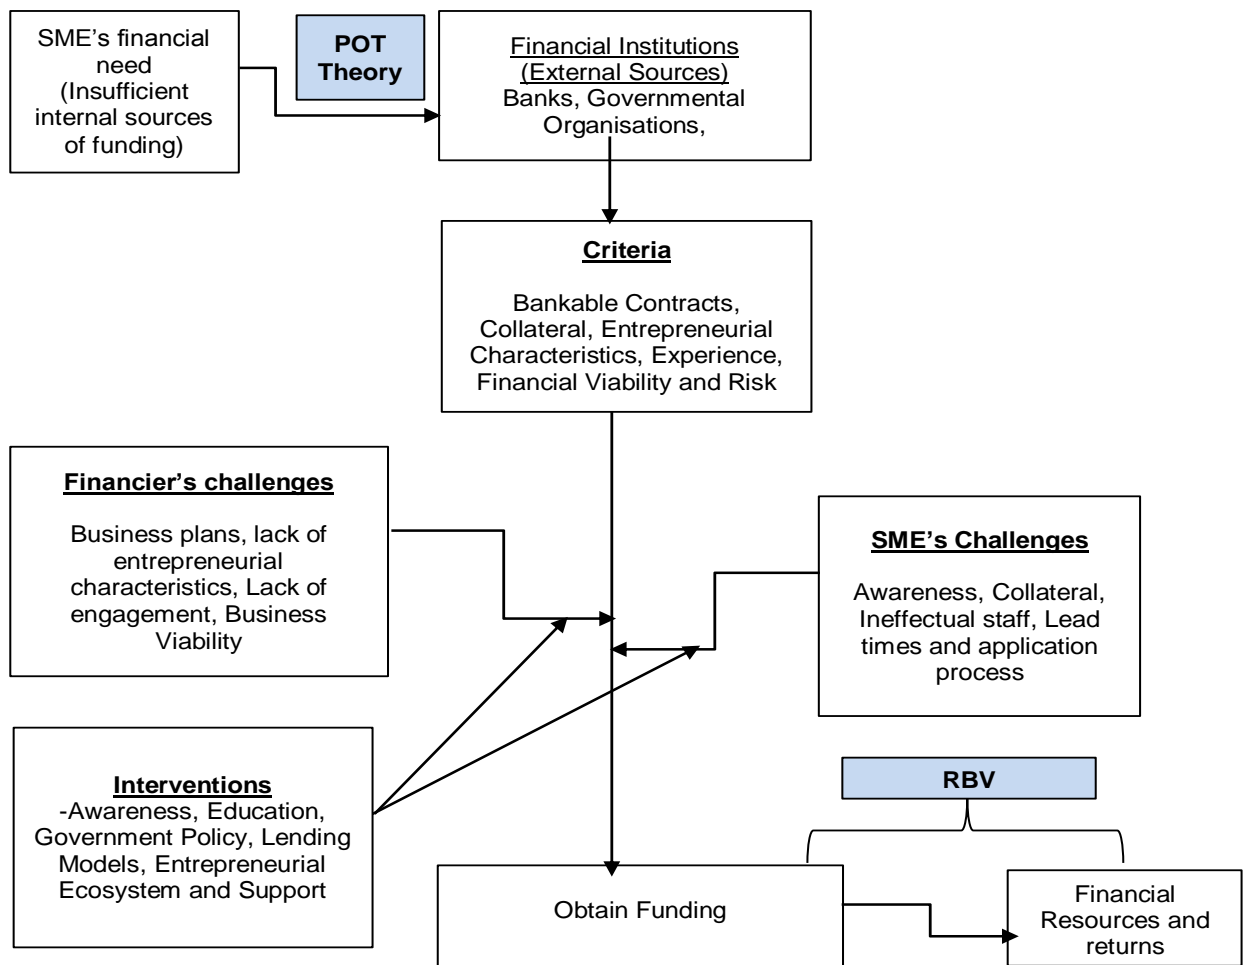 SME's financial
need
(Insufficient
internal sources
of funding)
POT
Theory
Financial Institutions
(External Sources)
Banks, Governmental
Organisations,
Criteria
Bankable Contracts,
Collateral, Entrepreneurial
Characteristics, Experience,
Financial Viability and Risk
Financier's challenges
Business plans, lack of
entrepreneurial
characteristics, Lack of
engagement, Business
Viability
SME's Challenges
Awareness, Collateral,
Ineffectual staff, Lead
times and application
process
Interventions
-Awareness, Education,
Government Policy, Lending
Models, Entrepreneurial
Ecosystem and Support
RBV
Obtain Funding
Financial
Resources and
returns